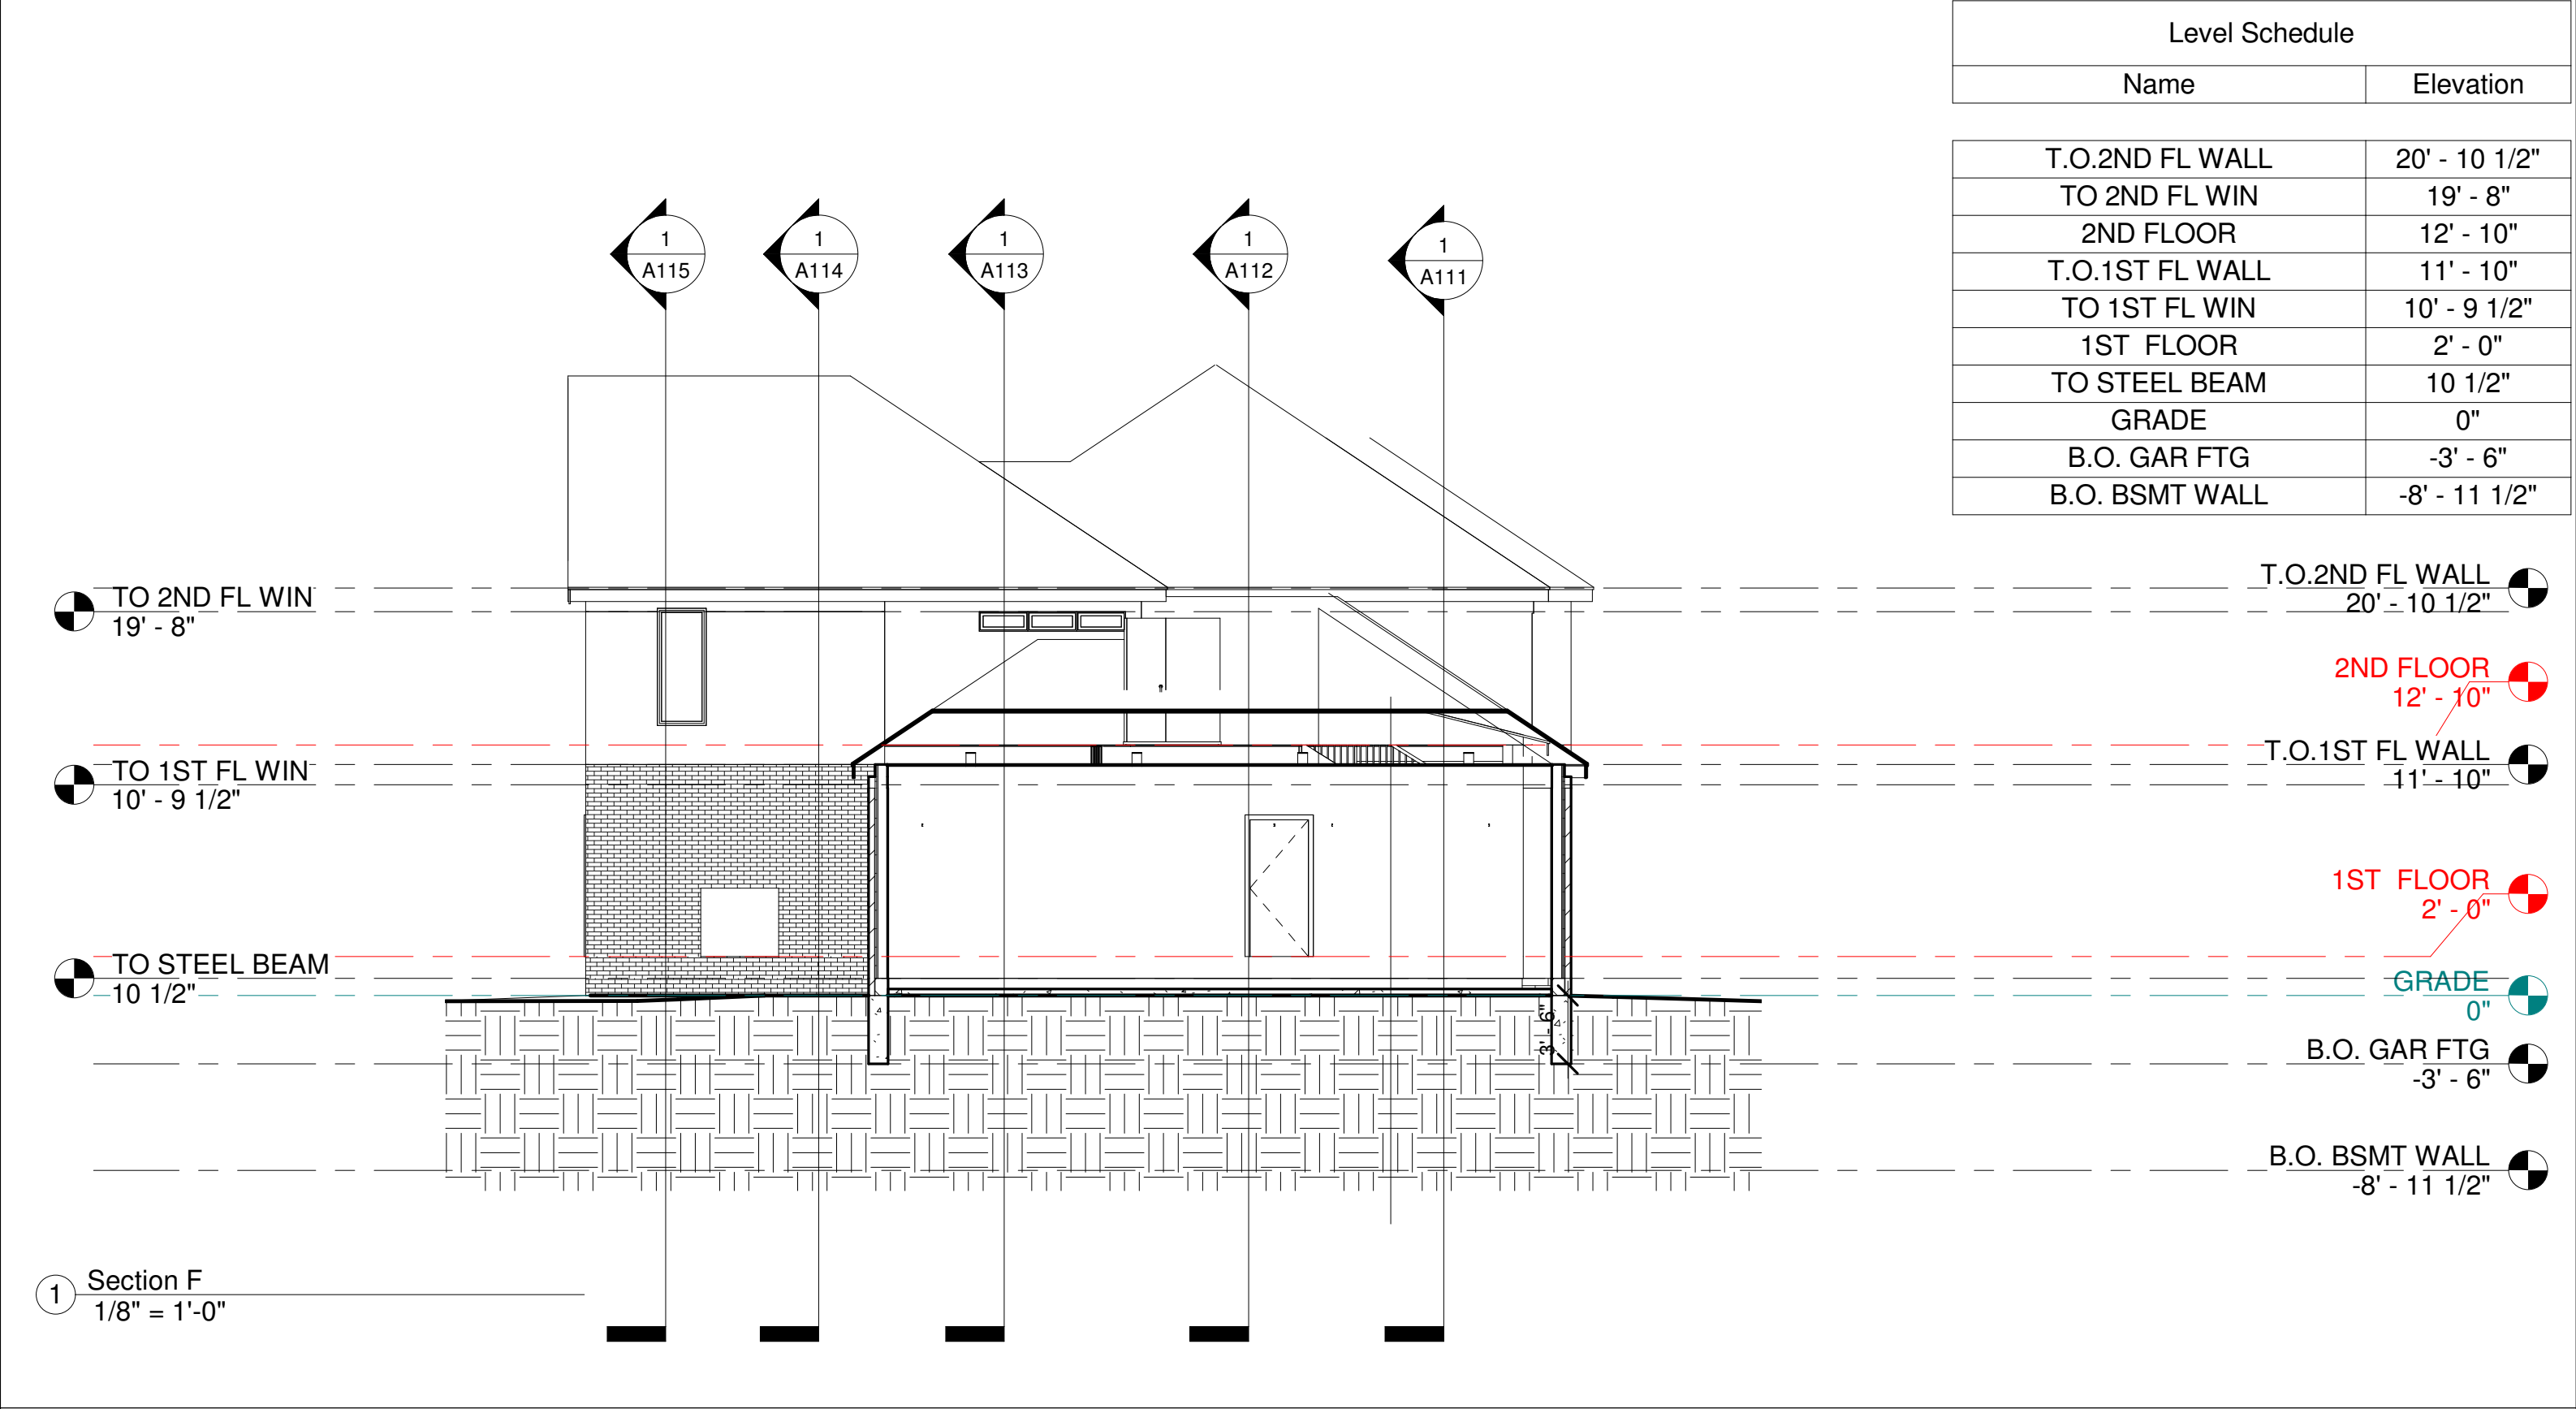 Level Schedule
Name Elevation
T.O.2ND FL WALL 20' - 10 1/2"
TO 2ND FL WIN 19' - 8"
2ND FLOOR 12' - 10"
T.O.1ST FL WALL 11' - 10"
TO 1ST FL WIN 10' - 9 1/2"
1ST FLOOR 2' - 0"
TO STEEL BEAM 10 1/2"
GRADE 0"
B.O. GAR FTG -3' - 6"
B.O. BSMT WALL -8' - 11 1/2"
1
A115
1
A114
1
A113
1
A112
1
A111
TO 2ND FL WIN
19' - 8"
TO 1ST FL WIN
10' - 9 1/2"
TO STEEL BEAM
10 1/2"
T.O.2ND FL WALL
20' - 10 1/2"
2ND FLOOR
12' - 10"
T.O.1ST FL WALL
11' - 10"
1ST FLOOR
2' - 0"
GRADE
0"
B.O. GAR FTG
-3' - 6"
B.O. BSMT WALL
-8' - 11 1/2"
3' - 6"
1
Section F
1/8" = 1'-0"